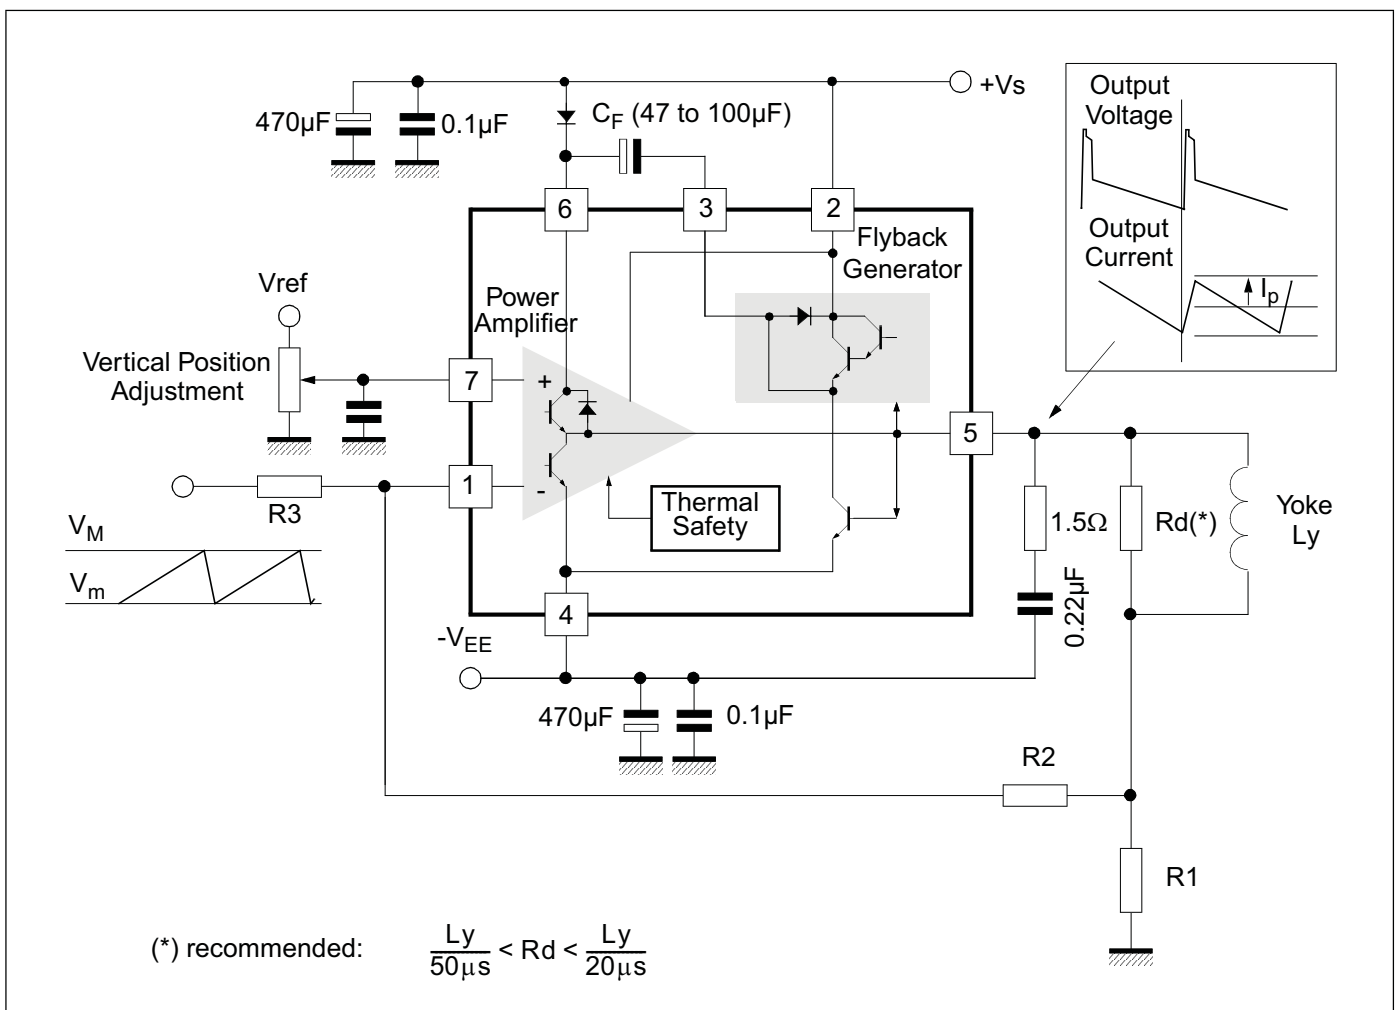 +Vs
Output
Voltage
470µF
0.1µF
C_F (47 to 100µF)
6
3
2
Output
Current
I_p
Flyback
Generator
Vref
Power
Amplifier
Vertical Position
Adjustment
7
+
5
1
-
R3
Thermal
Safety
1.5Ω
Rd(*)
Yoke
Ly
V_M
V_m
0.22µF
4
-V_EE
470µF
0.1µF
R2
R1
(*) recommended: Ly/50µs < Rd < Ly/20µs